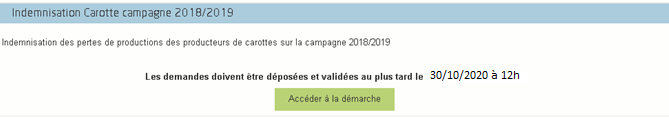 Indemnisation Carotte campagne 2018/2019
Indemnisation des pertes de productions des producteurs de carottes sur la campagne 2018/2019
Les demandes doivent être déposées et validées au plus tard le 30/10/2020 à 12h
Accéder à la démarche